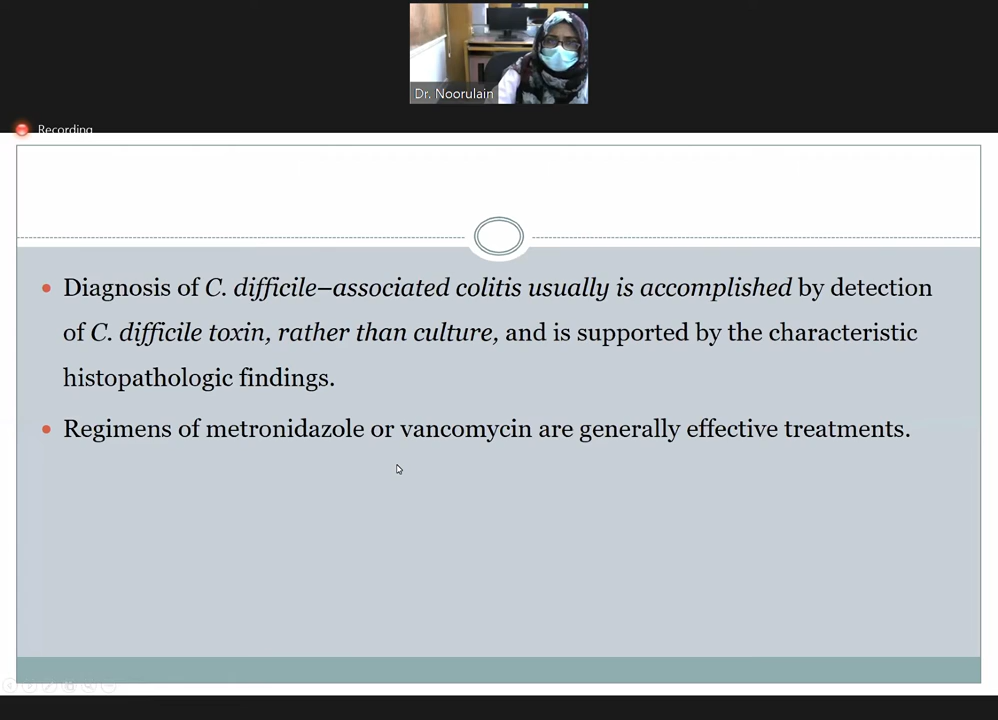 Dr. Noorulain
Recording
Diagnosis of C. difficile–associated colitis usually is accomplished by detection
of C. difficile toxin, rather than culture, and is supported by the characteristic
histopathologic findings.
Regimens of metronidazole or vancomycin are generally effective treatments.